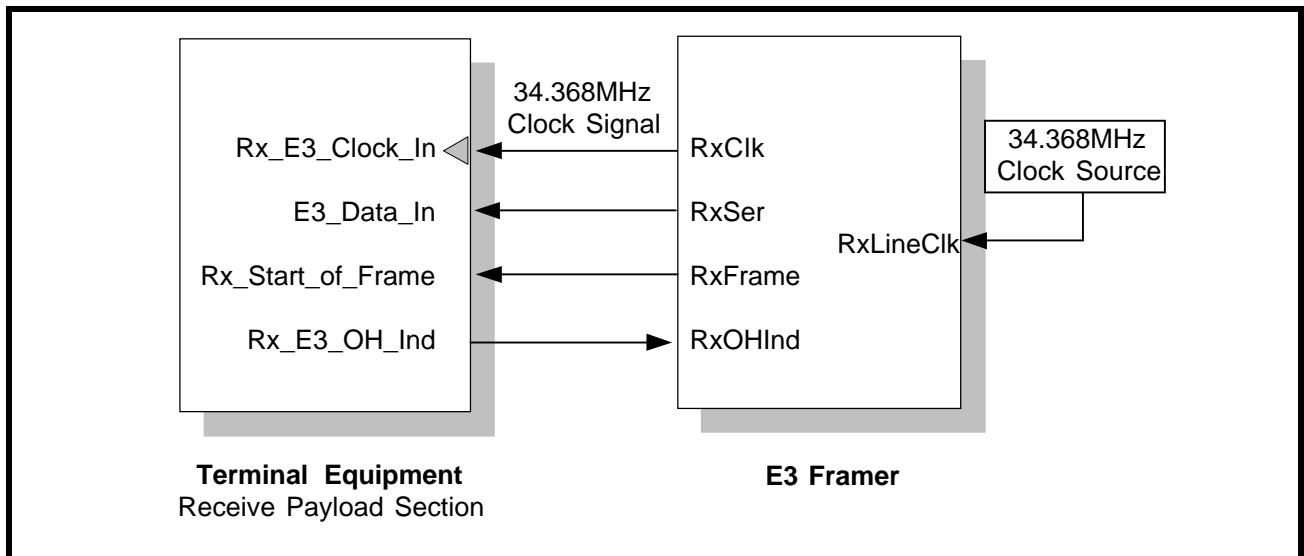 34.368MHz
Clock Signal
Rx_E3_Clock_In
E3_Data_In
Rx_Start_of_Frame
Rx_E3_OH_Ind
RxClk
RxSer
RxFrame
RxOHInd
RxLineClk
34.368MHz
Clock Source
Terminal Equipment
Receive Payload Section
E3 Framer